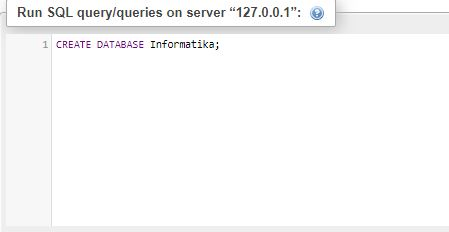 Run SQL query/queries on server “127.0.0.1”:
1 CREATE DATABASE Informatika;